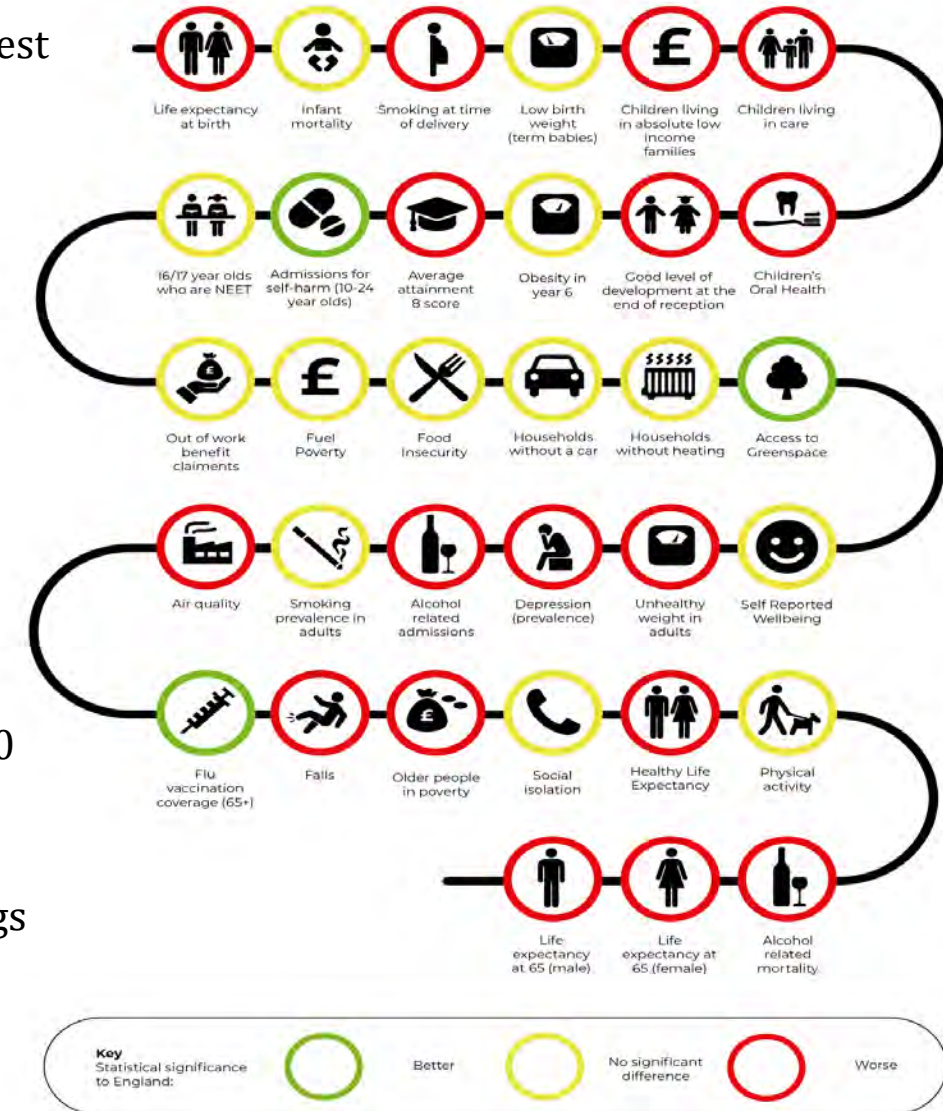 est
Life expectancy
at birth
Infant
mortality
Smoking at time
of delivery
Low birth
weight
(term babies)
Children living
in absolute low
income
families
Children living
in care
16/17 year olds
who are NEET
Admissions for
self-harm (10-24
year olds)
Average
attainment
8 score
Obesity in
year 6
Good level of
development at the
end of reception
Children's
Oral Health
Out of work
benefit
claiments
Fuel
Poverty
Food
Insecurity
Households
without a car
Households
without heating
Access to
Greenspace
Air quality
Smoking
prevalence in
adults
Alcohol
related
admissions
Depression
(prevalence)
Unhealthy
weight in
adults
Self Reported
Wellbeing
0
Flu
vaccination
coverage (65+)
Falls
Older people
in poverty
Social
isolation
Healthy Life
Expectancy
Physical
activity
gs
Life
expectancy
at 65 (male)
Life
expectancy at
65 (female)
Alcohol
related
mortality
Key
Statistical significance
to England:
Better
No significant
difference
Worse